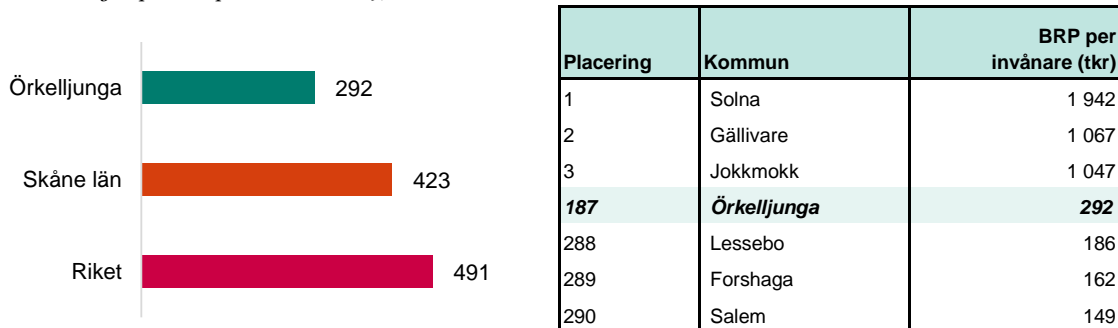 Örkelljunga 292
Skåne län 423
Riket 491
Placering Kommun BRP per invånare (tkr)
1 Solna 1 942
2 Gällivare 1 067
3 Jokkmokk 1 047
187 Örkelljunga 292
288 Lessebo 186
289 Forshaga 162
290 Salem 149